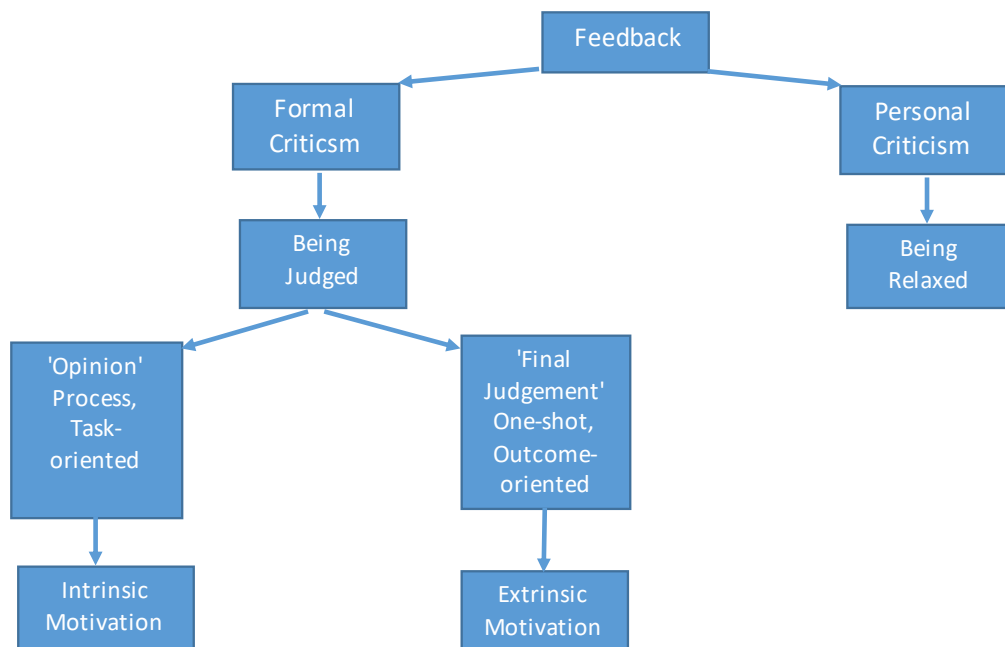 Feedback
Formal
Criticsm
Personal
Criticism
Being
Judged
Being
Relaxed
'Opinion'
Process,
Task-
oriented
'Final
Judgement'
One-shot,
Outcome-
oriented
Intrinsic
Motivation
Extrinsic
Motivation